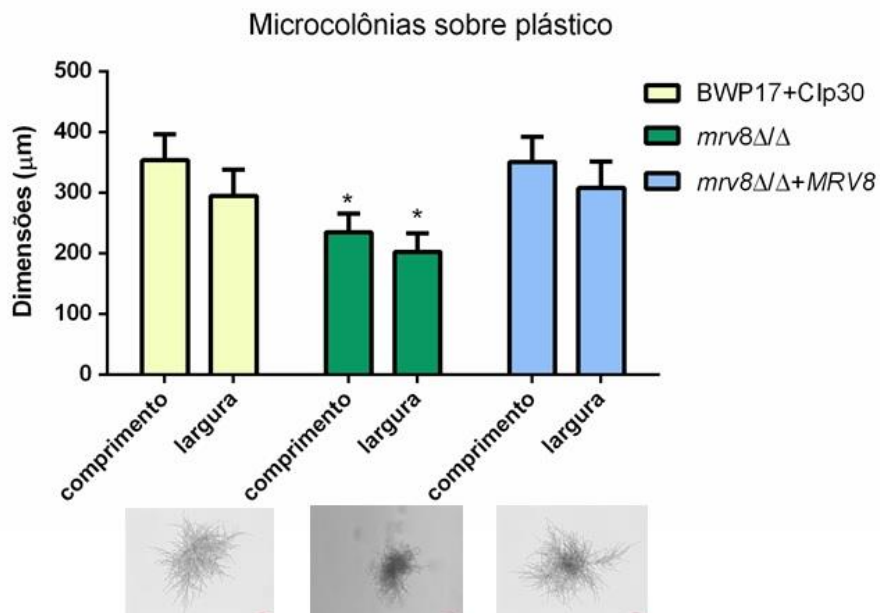 Microcolônias sobre plástico
Dimensões (μm)
500
400
300
200
100
0
*
*
comprimento
largura
comprimento
largura
comprimento
largura
BWP17+CIp30
mrv8Δ/Δ
mrv8Δ/Δ+MRV8